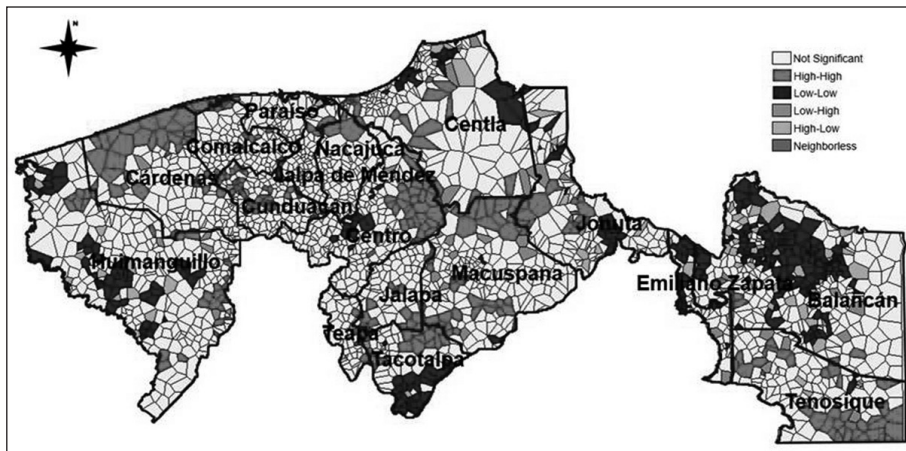 N
Not Significant
High-High
Low-Low
Low-High
High-Low
Neighborless
Paraíso
Centla
Comalcalco
Nacajuca
Cárdenas
Jalpa de Méndez
Cunduacán
Centro
Jonuta
Huimanguillo
Macuspana
Emiliano Zapata
Jalapa
Balancán
Teapa
Tacotalpa
Tenosique